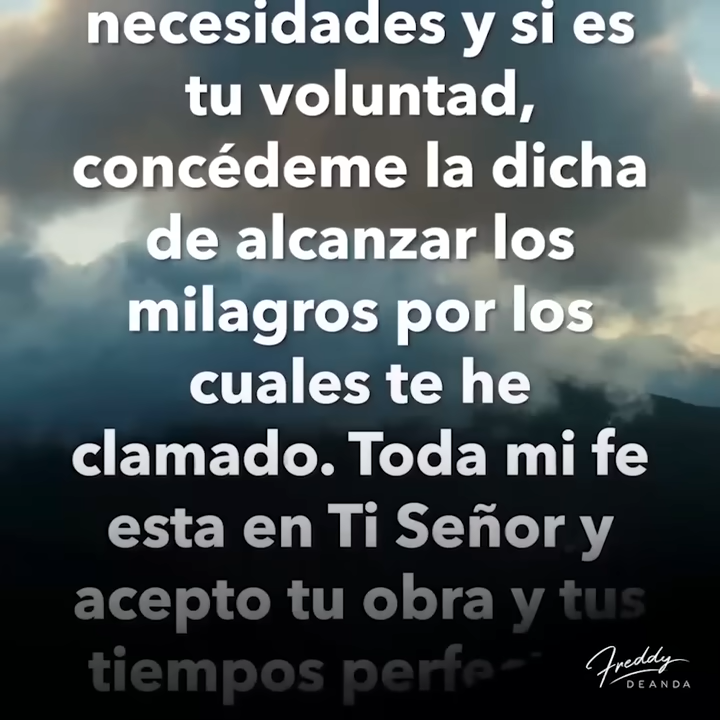 necesidades y si es
tu voluntad,
concédeme la dicha
de alcanzar los
milagros por los
cuales te he
clamado. Toda mi fe
esta en Ti Señor y
acepto tu obra y tus
tiempos
Freddy
DEANDA